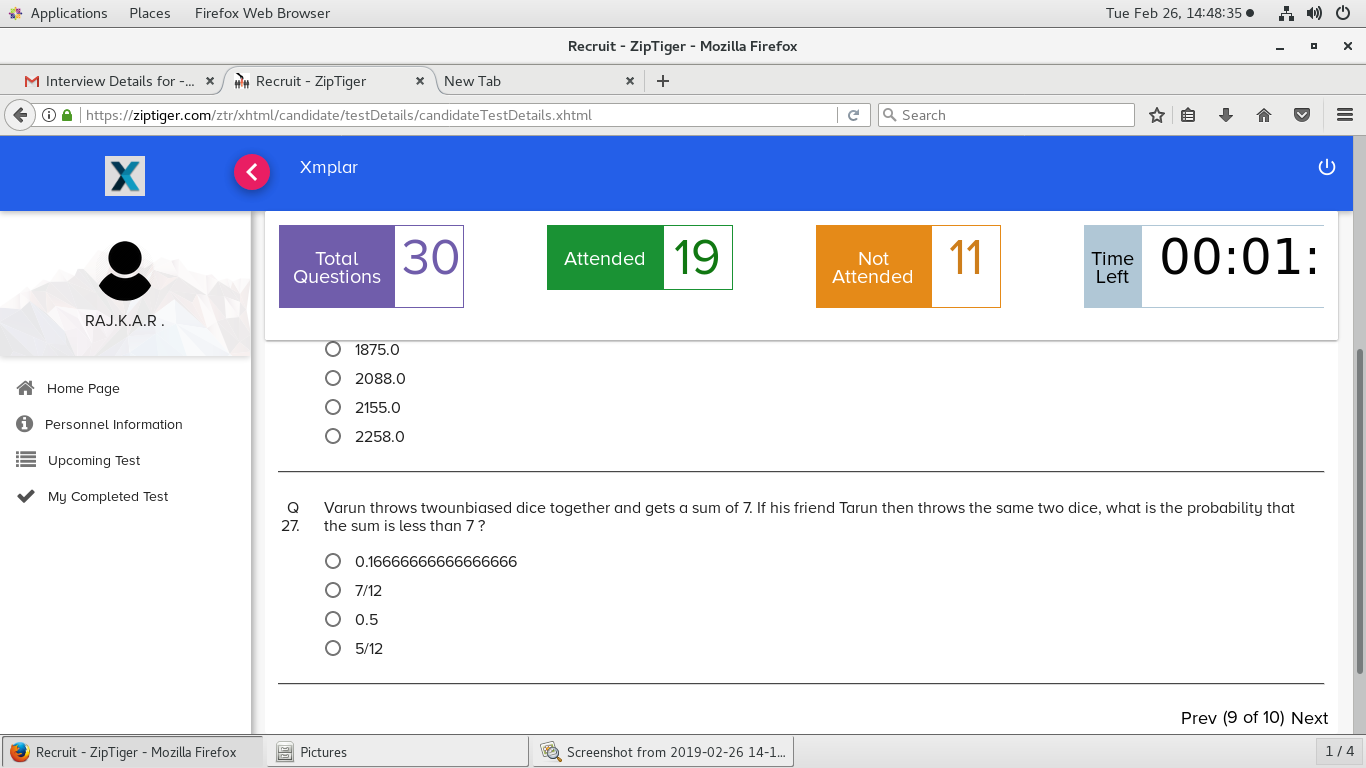 Applications Places Firefox Web Browser Tue Feb 26, 14:48:35
Recruit - ZipTiger - Mozilla Firefox
Interview Details for -... Recruit - ZipTiger New Tab
https://ziptiger.com/ztr/xhtml/candidate/testDetails/candidateTestDetails.xhtml Search
X Xmplar
RAJ.K.A.R .
Home Page
Personnel Information
Upcoming Test
My Completed Test
Total Questions 30 Attended 19 Not Attended 11 Time Left 00:01:
1875.0
2088.0
2155.0
2258.0
Q 27. Varun throws twounbiased dice together and gets a sum of 7. If his friend Tarun then throws the same two dice, what is the probability that
the sum is less than 7 ?
0.16666666666666666
7/12
0.5
5/12
Prev (9 of 10) Next
Recruit - ZipTiger - Mozilla Firefox Pictures Screenshot from 2019-02-26 14-1... 1 / 4